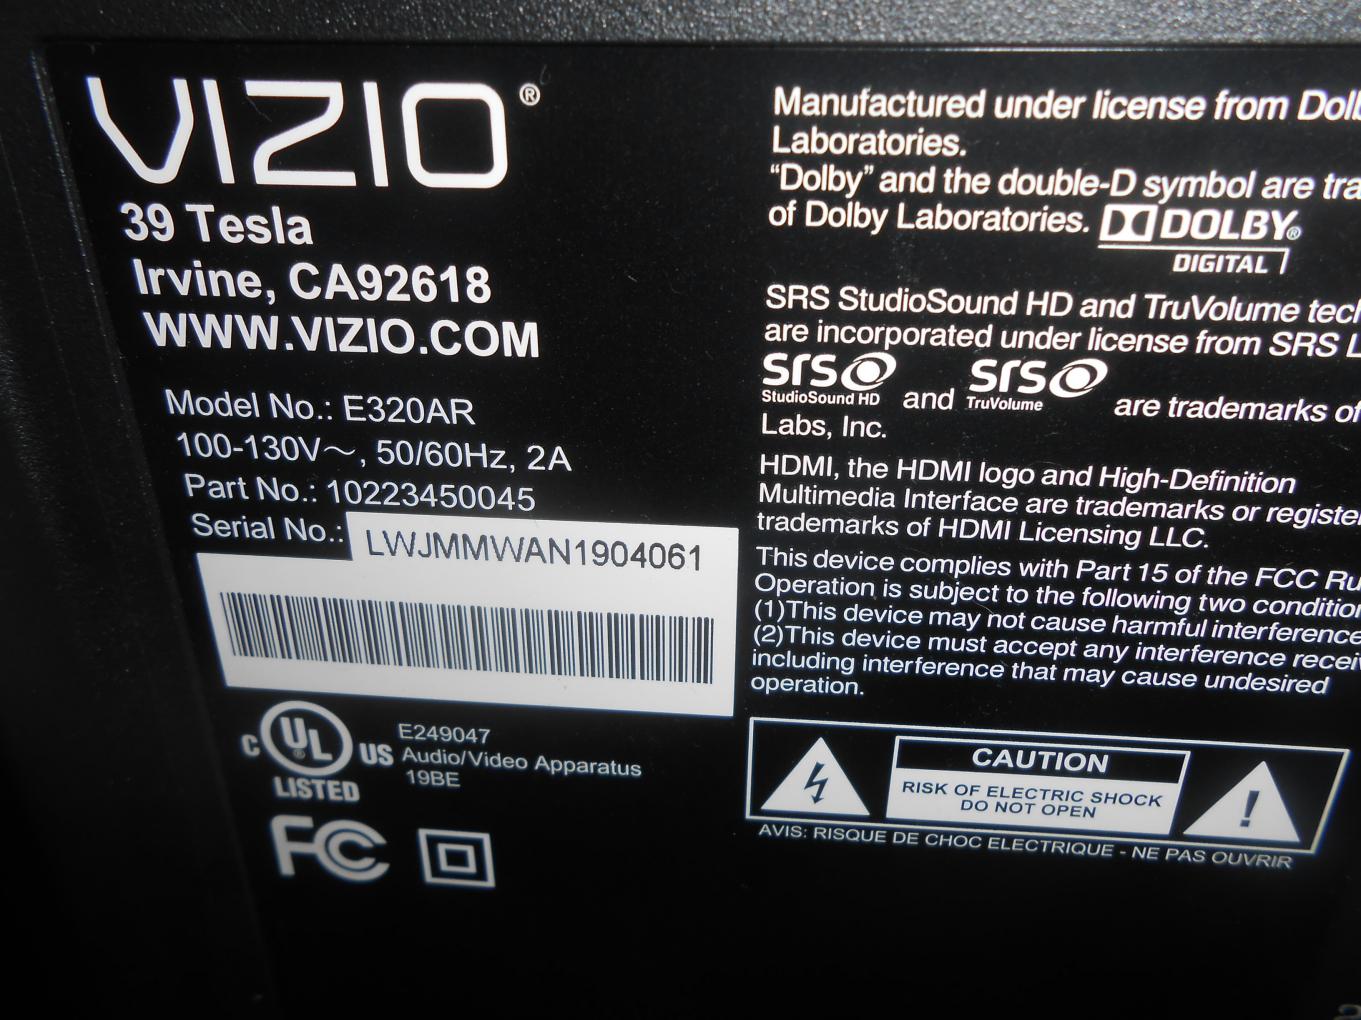 VIZIO®
39 Tesla
Irvine, CA92618
WWW.VIZIO.COM
Model No.: E320AR
100-130V～, 50/60Hz, 2A
Part No.: 10223450045
Serial No.: LWJMMWAN1904061
C UL® US
LISTED
E249047
Audio/Video Apparatus
19BE
FC
Manufactured under license from
Laboratories.
“Dolby” and the double-D symbol are
of Dolby Laboratories. DOLBY®
DIGITAL
SRS StudioSound HD and TruVolume
are incorporated under license from SRS
SRS StudioSound HD and SRS TruVolume are trademarks of
Labs, Inc.
HDMI, the HDMI logo and High-Definition
Multimedia Interface are trademarks or
trademarks of HDMI Licensing LLC.
This device complies with Part 15 of the FCC
Operation is subject to the following two
(1)This device may not cause harmful interference
(2)This device must accept any interference
including interference that may cause undesired
operation.
CAUTION
RISK OF ELECTRIC SHOCK
DO NOT OPEN
AVIS: RISQUE DE CHOC ELECTRIQUE - NE PAS OUVRIR